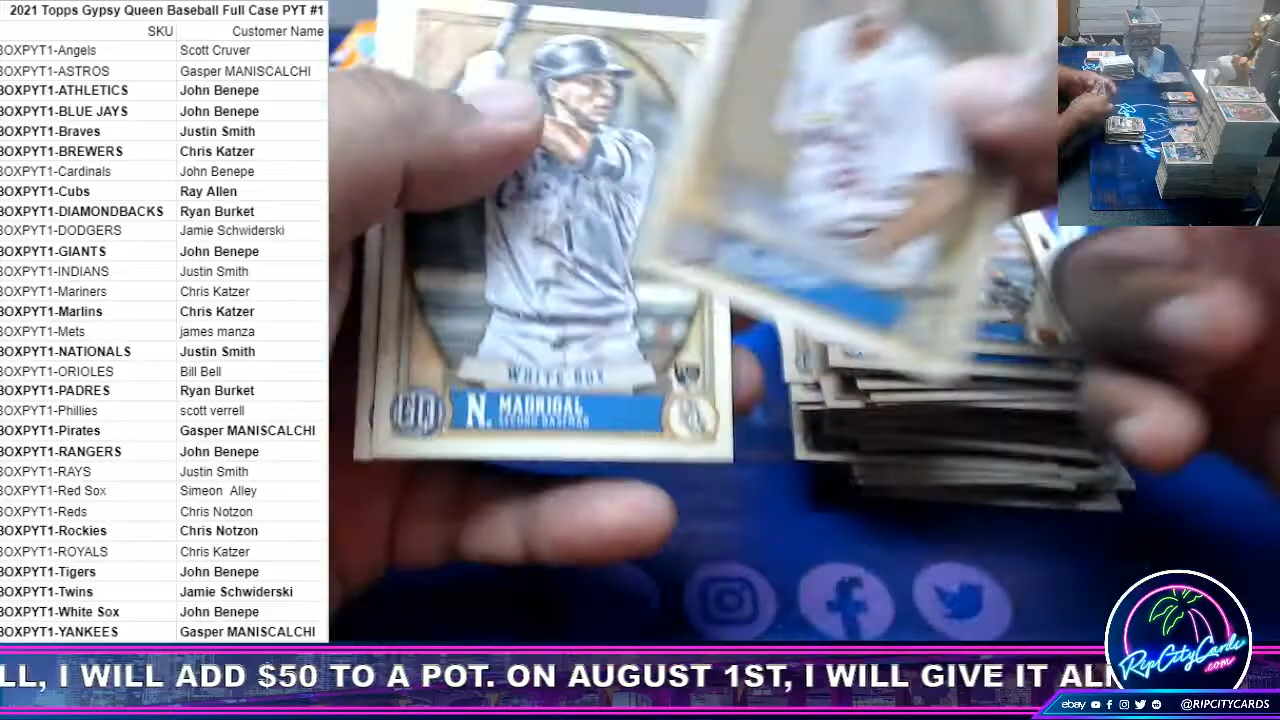 2021 Topps Gypsy Queen Baseball Full Case PYT #1
SKU Customer Name
BOXPYT1-Angels Scott Cruver
BOXPYT1-ASTROS Gasper MANISCALCHI
BOXPYT1-ATHLETICS John Benepe
BOXPYT1-BLUE JAYS John Benepe
BOXPYT1-Braves Justin Smith
BOXPYT1-BREWERS Chris Katzer
BOXPYT1-Cardinals John Benepe
BOXPYT1-Cubs Ray Allen
BOXPYT1-DIAMONDBACKS Ryan Burket
BOXPYT1-DODGERS Jamie Schwiderski
BOXPYT1-GIANTS John Benepe
BOXPYT1-INDIANS Justin Smith
BOXPYT1-Mariners Chris Katzer
BOXPYT1-Marlins Chris Katzer
BOXPYT1-Mets james manza
BOXPYT1-NATIONALS Justin Smith
BOXPYT1-ORIOLES Bill Bell
BOXPYT1-PADRES Ryan Burket
BOXPYT1-Phillies scott verrell
BOXPYT1-Pirates Gasper MANISCALCHI
BOXPYT1-RANGERS John Benepe
BOXPYT1-RAYS Justin Smith
BOXPYT1-Red Sox Simeon Alley
BOXPYT1-Reds Chris Notzon
BOXPYT1-Rockies Chris Notzon
BOXPYT1-ROYALS Chris Katzer
BOXPYT1-Tigers John Benepe
BOXPYT1-Twins Jamie Schwiderski
BOXPYT1-White Sox John Benepe
BOXPYT1-YANKEES Gasper MANISCALCHI
WHITE SOX
GQ N. MADRIGAL
SECOND BASEMAN
LL, I WILL ADD $50 TO A POT. ON AUGUST 1ST, I WILL GIVE IT ALL
RipCityCards
.com
ebay @RIPCITYCARDS